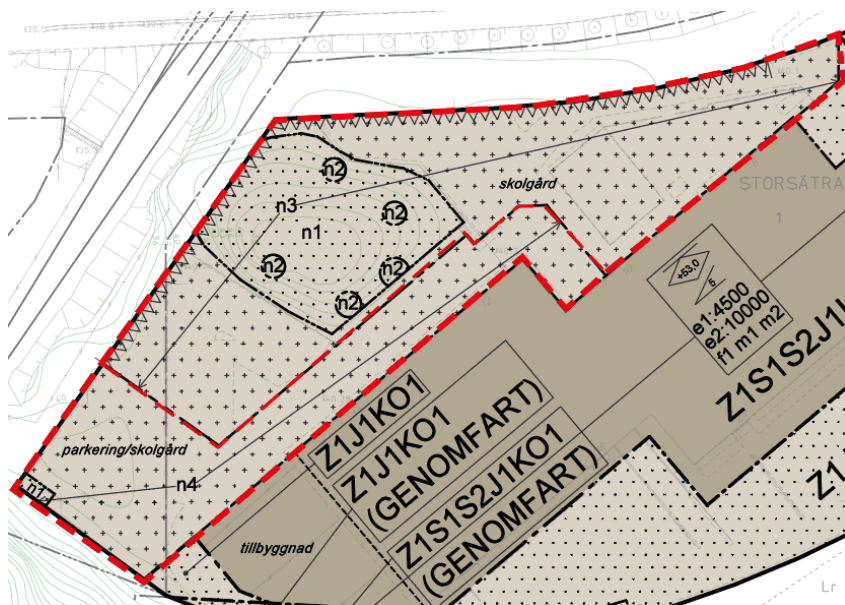 n2
skolgård
n3
n2
n1
n2
n2
n2
STORSÄTRA
1
+53,0
5
e1:4500
e2:10000
f1 m1 m2
Z1S1S2J1
Z1J1KO1
Z1J1KO1
(GENOMFART)
Z1S1S2J1KO1
(GENOMFART)
Z1
parkering/skolgård
n1
n4
tillbyggnad
Lr